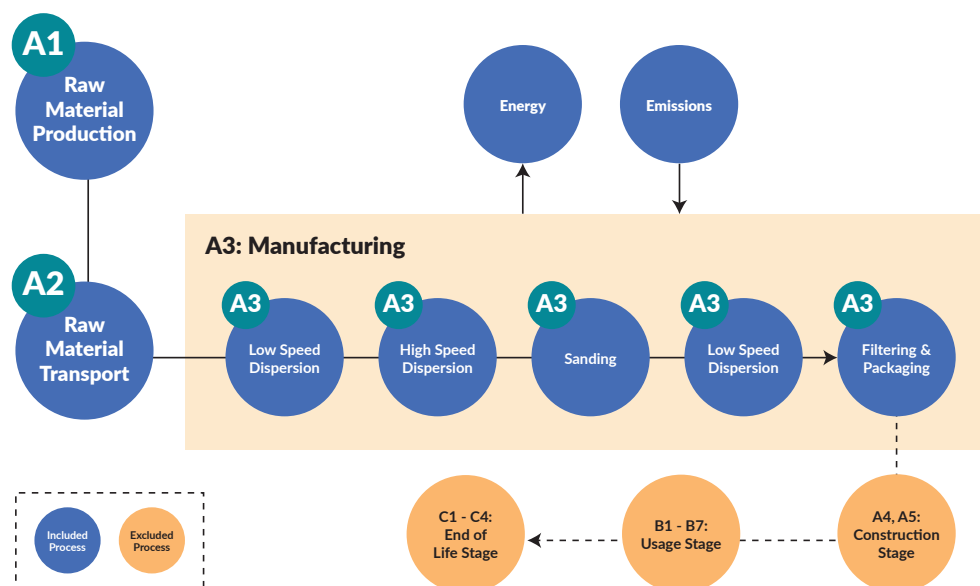 A1
Raw
Material
Production
Energy
Emissions
A3: Manufacturing
A2
Raw
Material
Transport
A3
Low Speed
Dispersion
A3
High Speed
Dispersion
A3
Sanding
A3
Low Speed
Dispersion
A3
Filtering &
Packaging
Included
Process
Excluded
Process
C1 - C4:
End of
Life Stage
B1 - B7:
Usage Stage
A4, A5:
Construction
Stage